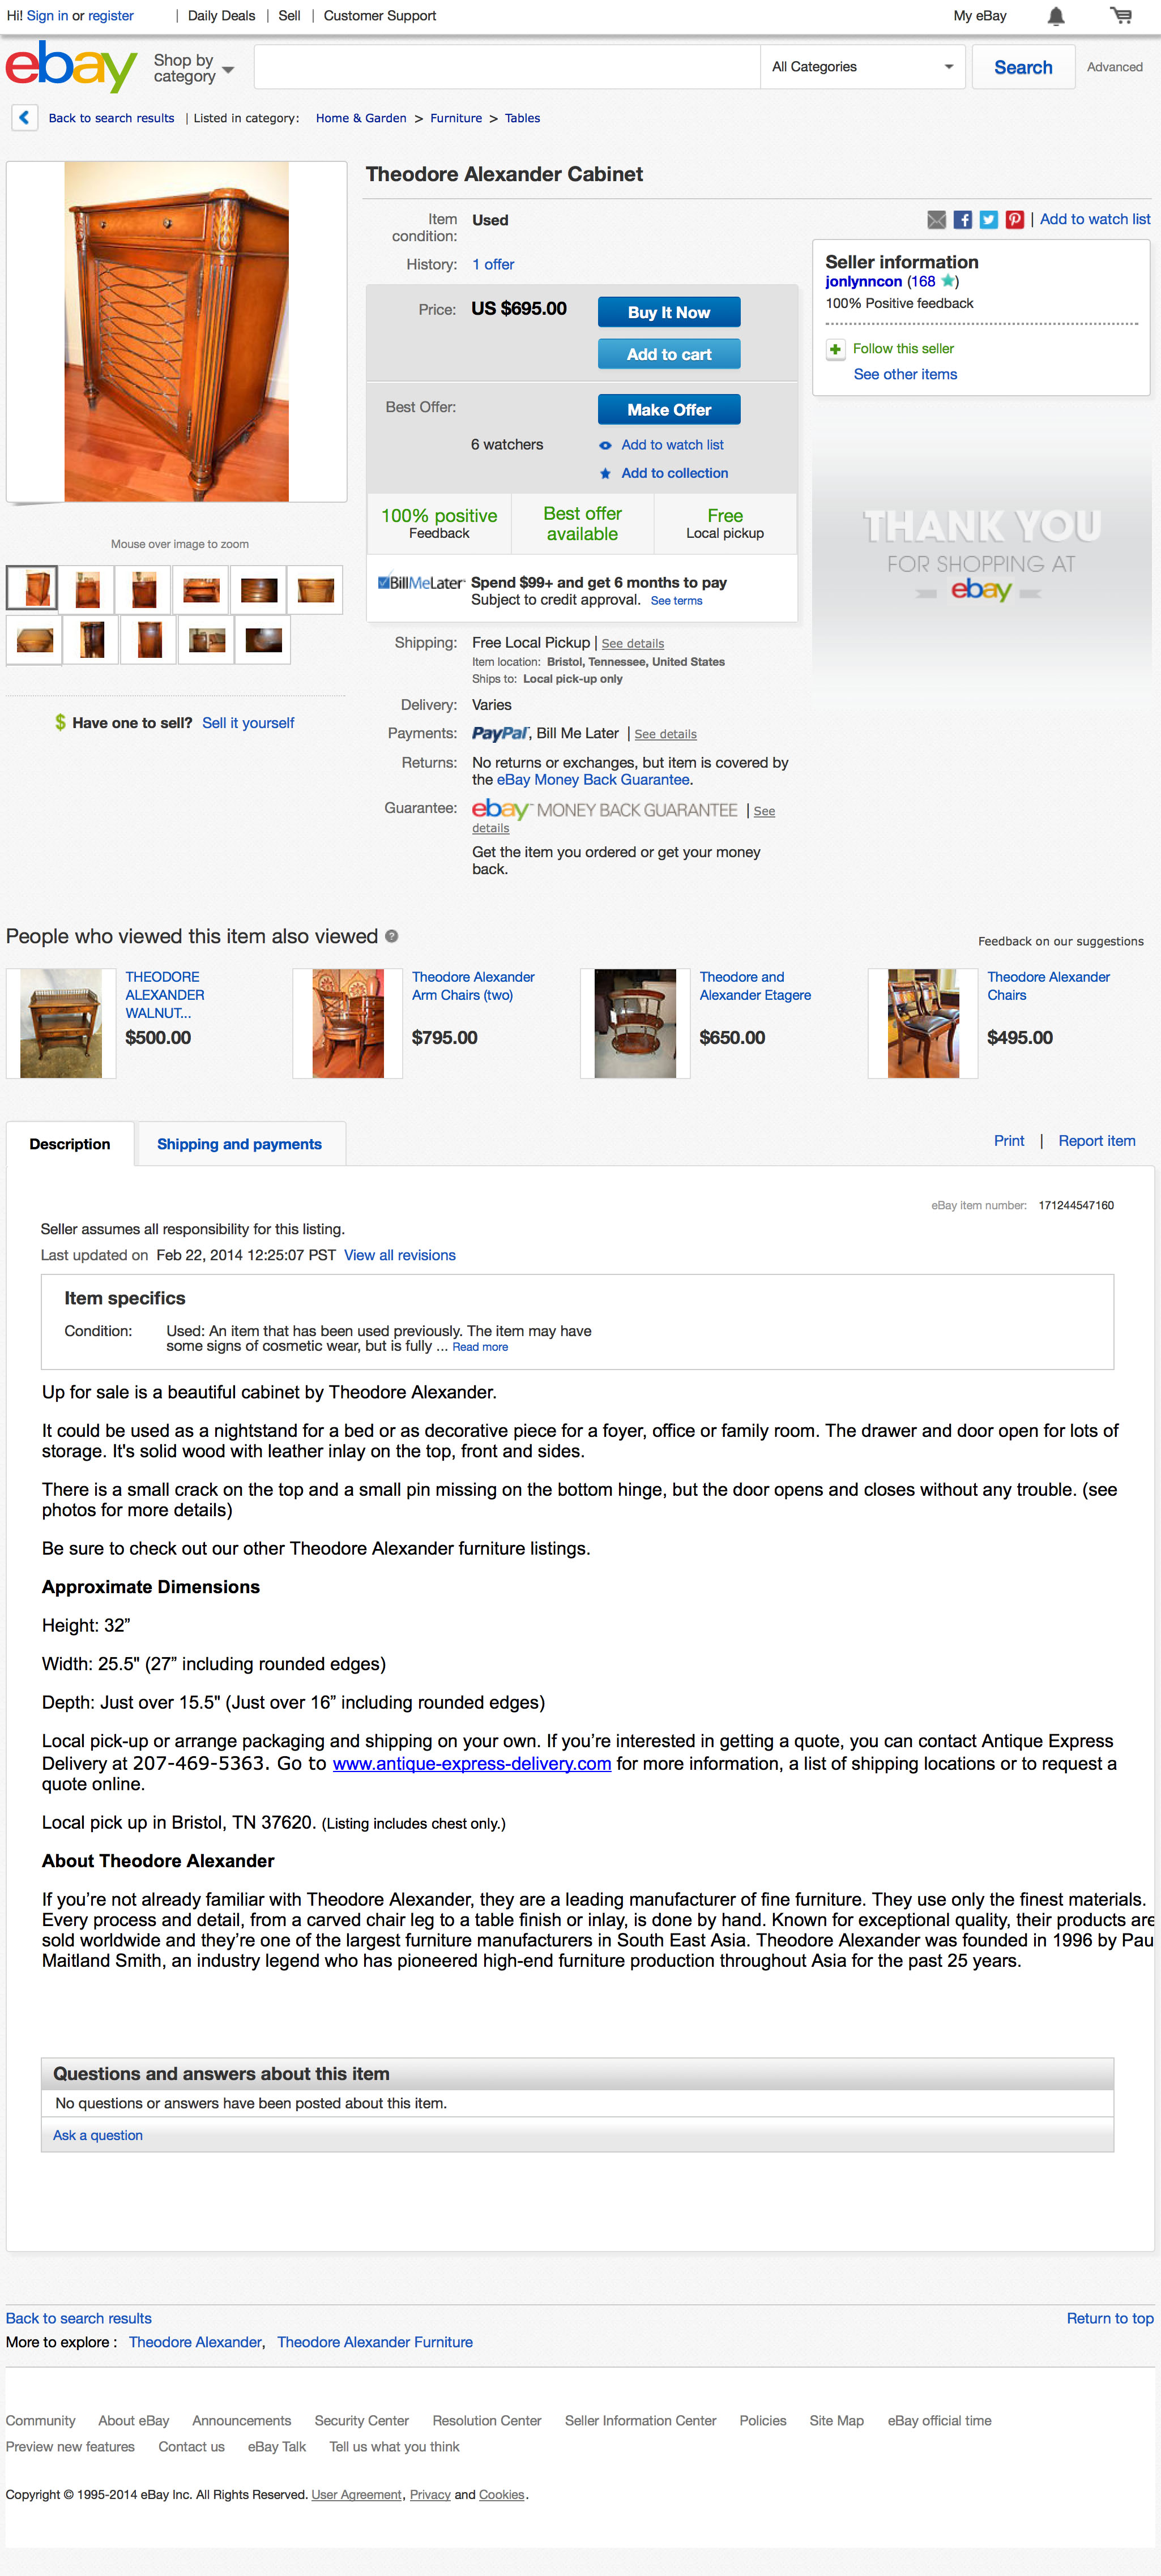 Hi! Sign in or register | Daily Deals | Sell | Customer Support My eBay
ebay Shop by
category All Categories Search Advanced
Back to search results | Listed in category: Home & Garden > Furniture > Tables
Theodore Alexander Cabinet
Item
condition: Used
History: 1 offer
Price: US $695.00 Buy It Now
Add to cart
Best Offer: Make Offer
6 watchers Add to watch list
Add to collection
100% positive
Feedback
Best offer
available
Free
Local pickup
BillMeLater Spend $99+ and get 6 months to pay
Subject to credit approval. See terms
| Add to watch list
Seller information
jonlynncon (168 )
100% Positive feedback
Follow this seller
See other items
THANK YOU
FOR SHOPPING AT
ebay
Mouse over image to zoom
$ Have one to sell? Sell it yourself
Shipping: Free Local Pickup | See details
Item location: Bristol, Tennessee, United States
Ships to: Local pick-up only
Delivery: Varies
Payments: PayPal, Bill Me Later | See details
Returns: No returns or exchanges, but item is covered by
the eBay Money Back Guarantee.
Guarantee: ebay MONEY BACK GUARANTEE | See
details
Get the item you ordered or get your money
back.
People who viewed this item also viewed ?
Feedback on our suggestions
THEODORE
ALEXANDER
WALNUT...
$500.00
Theodore Alexander
Arm Chairs (two)
$795.00
Theodore and
Alexander Etagere
$650.00
Theodore Alexander
Chairs
$495.00
Description Shipping and payments Print | Report item
eBay item number: 171244547160
Seller assumes all responsibility for this listing.
Last updated on Feb 22, 2014 12:25:07 PST View all revisions
Item specifics
Condition: Used: An item that has been used previously. The item may have
some signs of cosmetic wear, but is fully ... Read more
Up for sale is a beautiful cabinet by Theodore Alexander.
It could be used as a nightstand for a bed or as decorative piece for a foyer, office or family room. The drawer and door open for lots of
storage. It's solid wood with leather inlay on the top, front and sides.
There is a small crack on the top and a small pin missing on the bottom hinge, but the door opens and closes without any trouble. (see
photos for more details)
Be sure to check out our other Theodore Alexander furniture listings.
Approximate Dimensions
Height: 32”
Width: 25.5" (27” including rounded edges)
Depth: Just over 15.5" (Just over 16” including rounded edges)
Local pick-up or arrange packaging and shipping on your own. If you’re interested in getting a quote, you can contact Antique Express
Delivery at 207-469-5363. Go to www.antique-express-delivery.com for more information, a list of shipping locations or to request a
quote online.
Local pick up in Bristol, TN 37620. (Listing includes chest only.)
About Theodore Alexander
If you’re not already familiar with Theodore Alexander, they are a leading manufacturer of fine furniture. They use only the finest materials.
Every process and detail, from a carved chair leg to a table finish or inlay, is done by hand. Known for exceptional quality, their products are
sold worldwide and they’re one of the largest furniture manufacturers in South East Asia. Theodore Alexander was founded in 1996 by Pau
Maitland Smith, an industry legend who has pioneered high-end furniture production throughout Asia for the past 25 years.
Questions and answers about this item
No questions or answers have been posted about this item.
Ask a question
Back to search results Return to top
More to explore : Theodore Alexander, Theodore Alexander Furniture
Community About eBay Announcements Security Center Resolution Center Seller Information Center Policies Site Map eBay official time
Preview new features Contact us eBay Talk Tell us what you think
Copyright © 1995-2014 eBay Inc. All Rights Reserved. User Agreement, Privacy and Cookies.